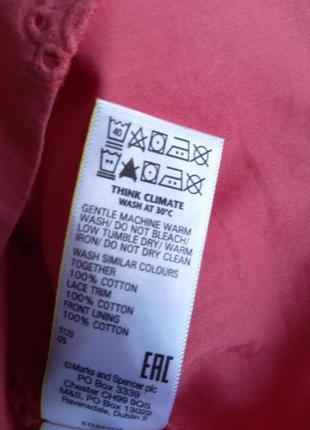 40
THINK CLIMATE
WASH AT 30°C
GENTLE MACHINE WARM
WASH/ DO NOT BLEACH/
LOW TUMBLE DRY/ WARM
IRON/ DO NOT DRY CLEAN
WASH SIMILAR COLOURS
TOGETHER
100% COTTON
LACE TRIM
100% COTTON
FRONT LINING
100% COTTON
EAC
©Marks and Spencer plc
PO Box 3339
Chester CH99 9QS
M&S, PO Box 13022
Ravensdale, Dublin 2